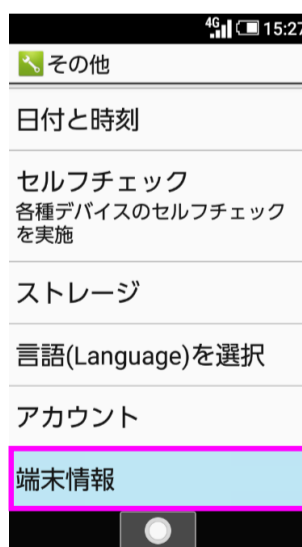 4G 15:27
その他
日付と時刻
セルフチェック
各種デバイスのセルフチェック
を実施
ストレージ
言語(Language)を選択
アカウント
端末情報